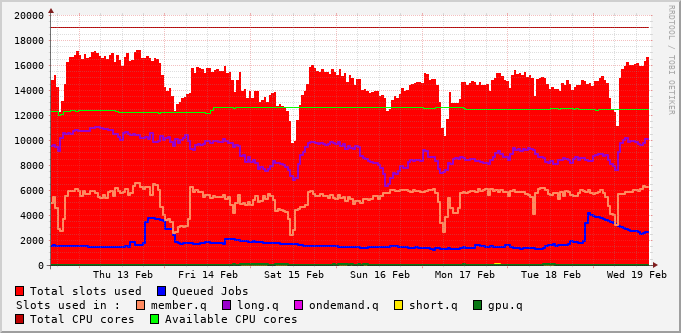 20000
18000
16000
14000
12000
10000
8000
6000
4000
2000
0
Thu 13 Feb Fri 14 Feb Sat 15 Feb Sun 16 Feb Mon 17 Feb Tue 18 Feb Wed 19 Feb
Total slots used Queued Jobs
Slots used in : member.q long.q ondemand.q short.q gpu.q
Total CPU cores Available CPU cores
RRDTOOL / TOBI OETIKER